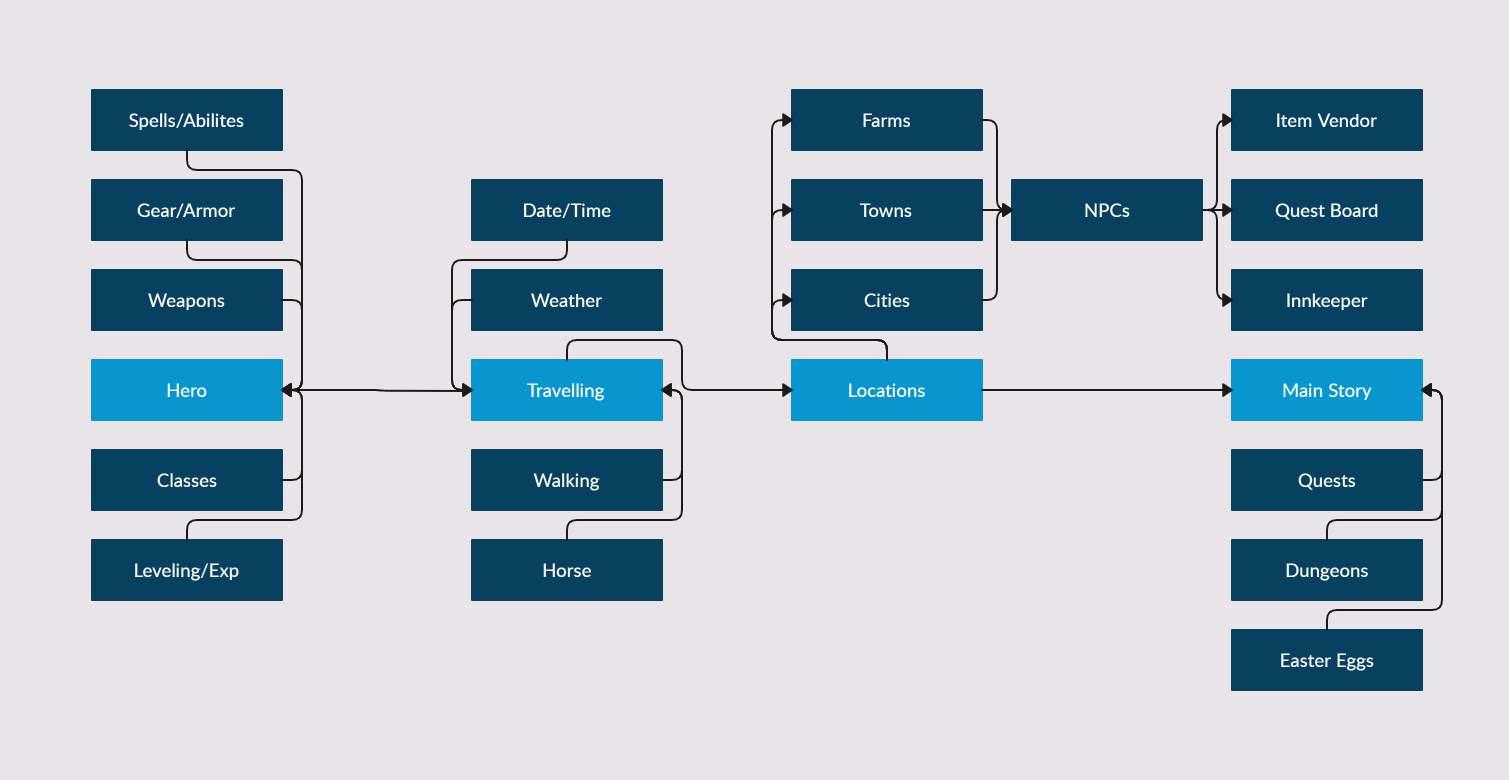 Spells/Abilites
Gear/Armor
Weapons
Hero
Classes
Leveling/Exp
Date/Time
Weather
Travelling
Walking
Horse
Farms
Towns
Cities
Locations
NPCs
Item Vendor
Quest Board
Innkeeper
Main Story
Quests
Dungeons
Easter Eggs